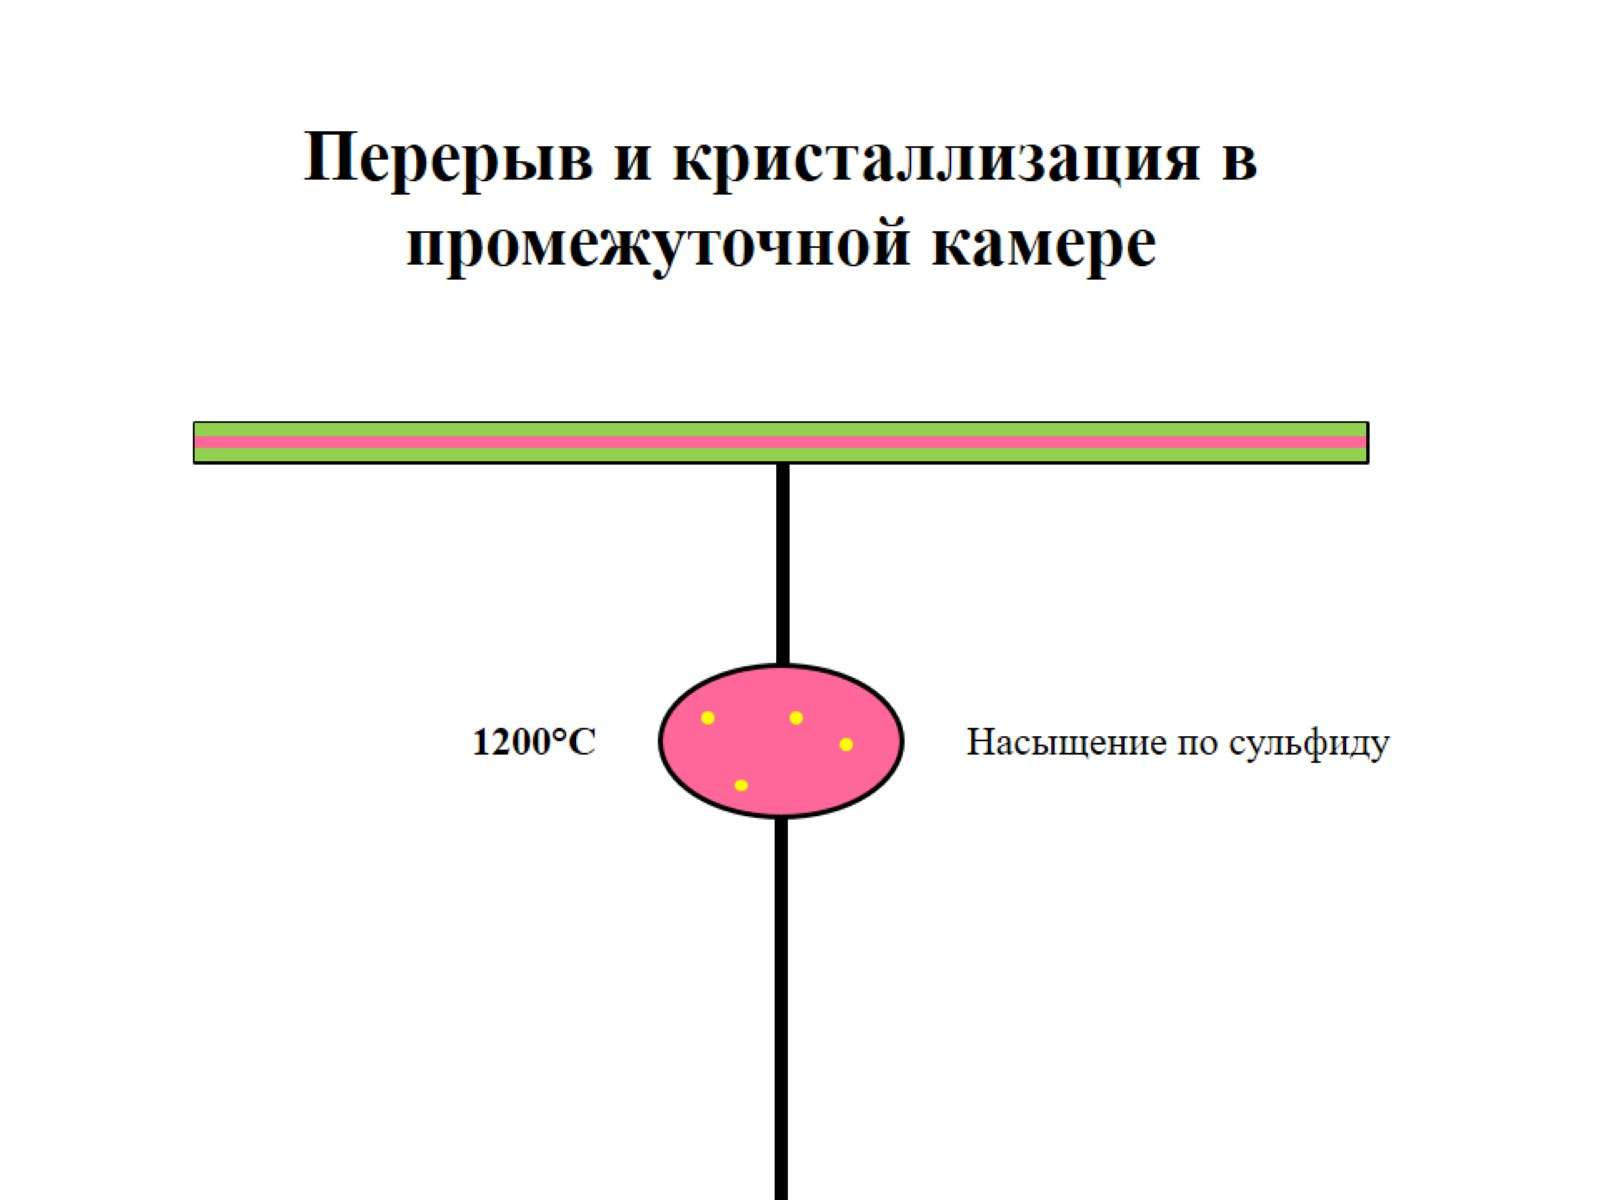 Перерыв и кристаллизация в
промежуточной камере
1200°C
Насыщение по сульфиду